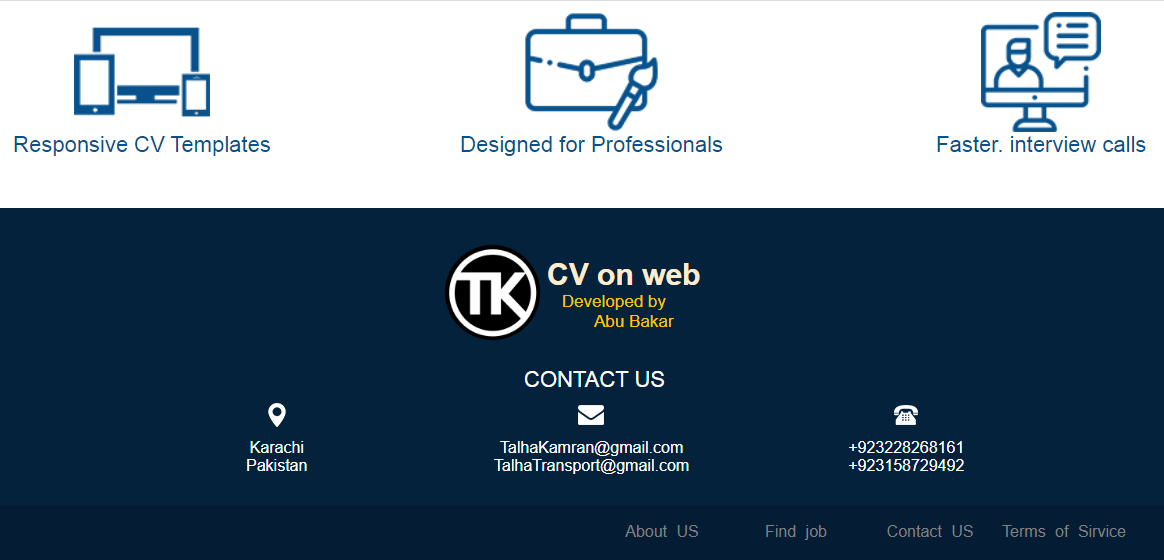 Responsive CV Templates
Designed for Professionals
Faster. interview calls
TK
CV on web
Developed by
Abu Bakar
CONTACT US
Karachi
Pakistan
TalhaKamran@gmail.com
TalhaTransport@gmail.com
+923228268161
+923158729492
About US
Find job
Contact US
Terms of Sirvice